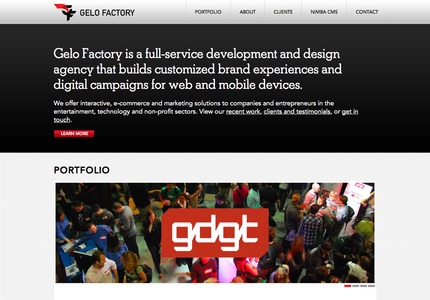 GELO FACTORY
PORTFOLIO ABOUT CLIENTS NIMBA CMS CONTACT
Gelo Factory is a full-service development and design
agency that builds customized brand experiences and
digital campaigns for web and mobile devices.
We offer interactive, e-commerce and marketing solutions to companies and entrepreneurs in the
entertainment, technology and non-profit sectors. View our recent work, clients and testimonials, or get in
touch.
LEARN MORE
PORTFOLIO
gdgt